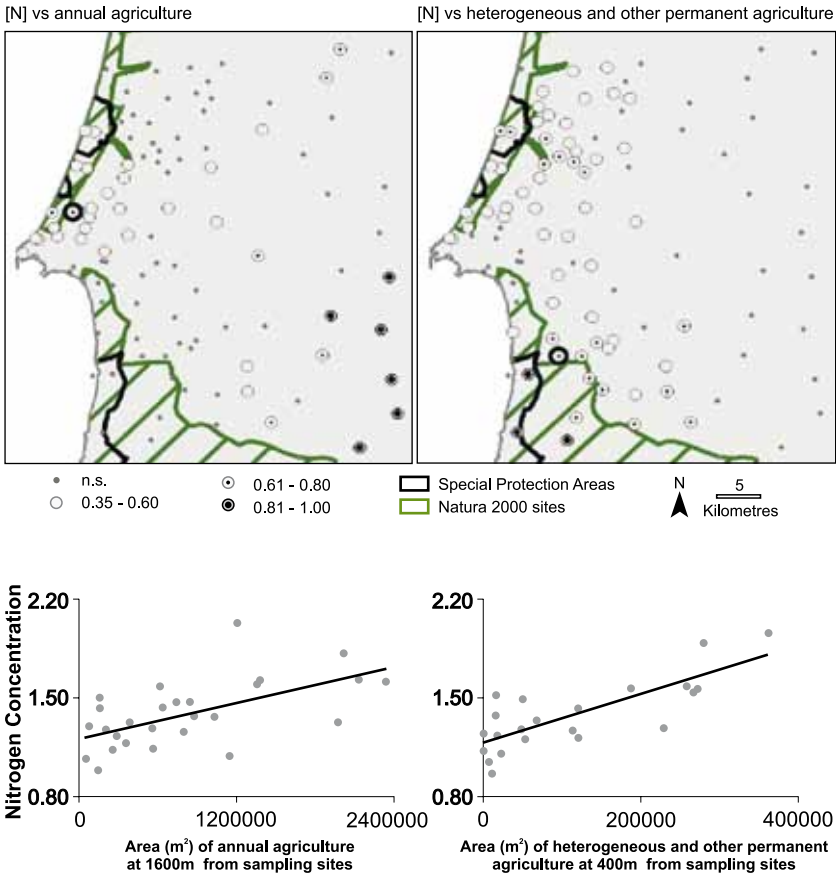 [N] vs annual agriculture
[N] vs heterogeneous and other permanent agriculture
n.s.
0.35 - 0.60
0.61 - 0.80
0.81 - 1.00
Special Protection Areas
Natura 2000 sites
N
5
Kilometres
Nitrogen Concentration
2.20
1.50
0.80
0
1200000
2400000
Area (m²) of annual agriculture
at 1600m from sampling sites
2.20
1.50
0.80
0
200000
400000
Area (m²) of heterogeneous and other permanent
agriculture at 400m from sampling sites